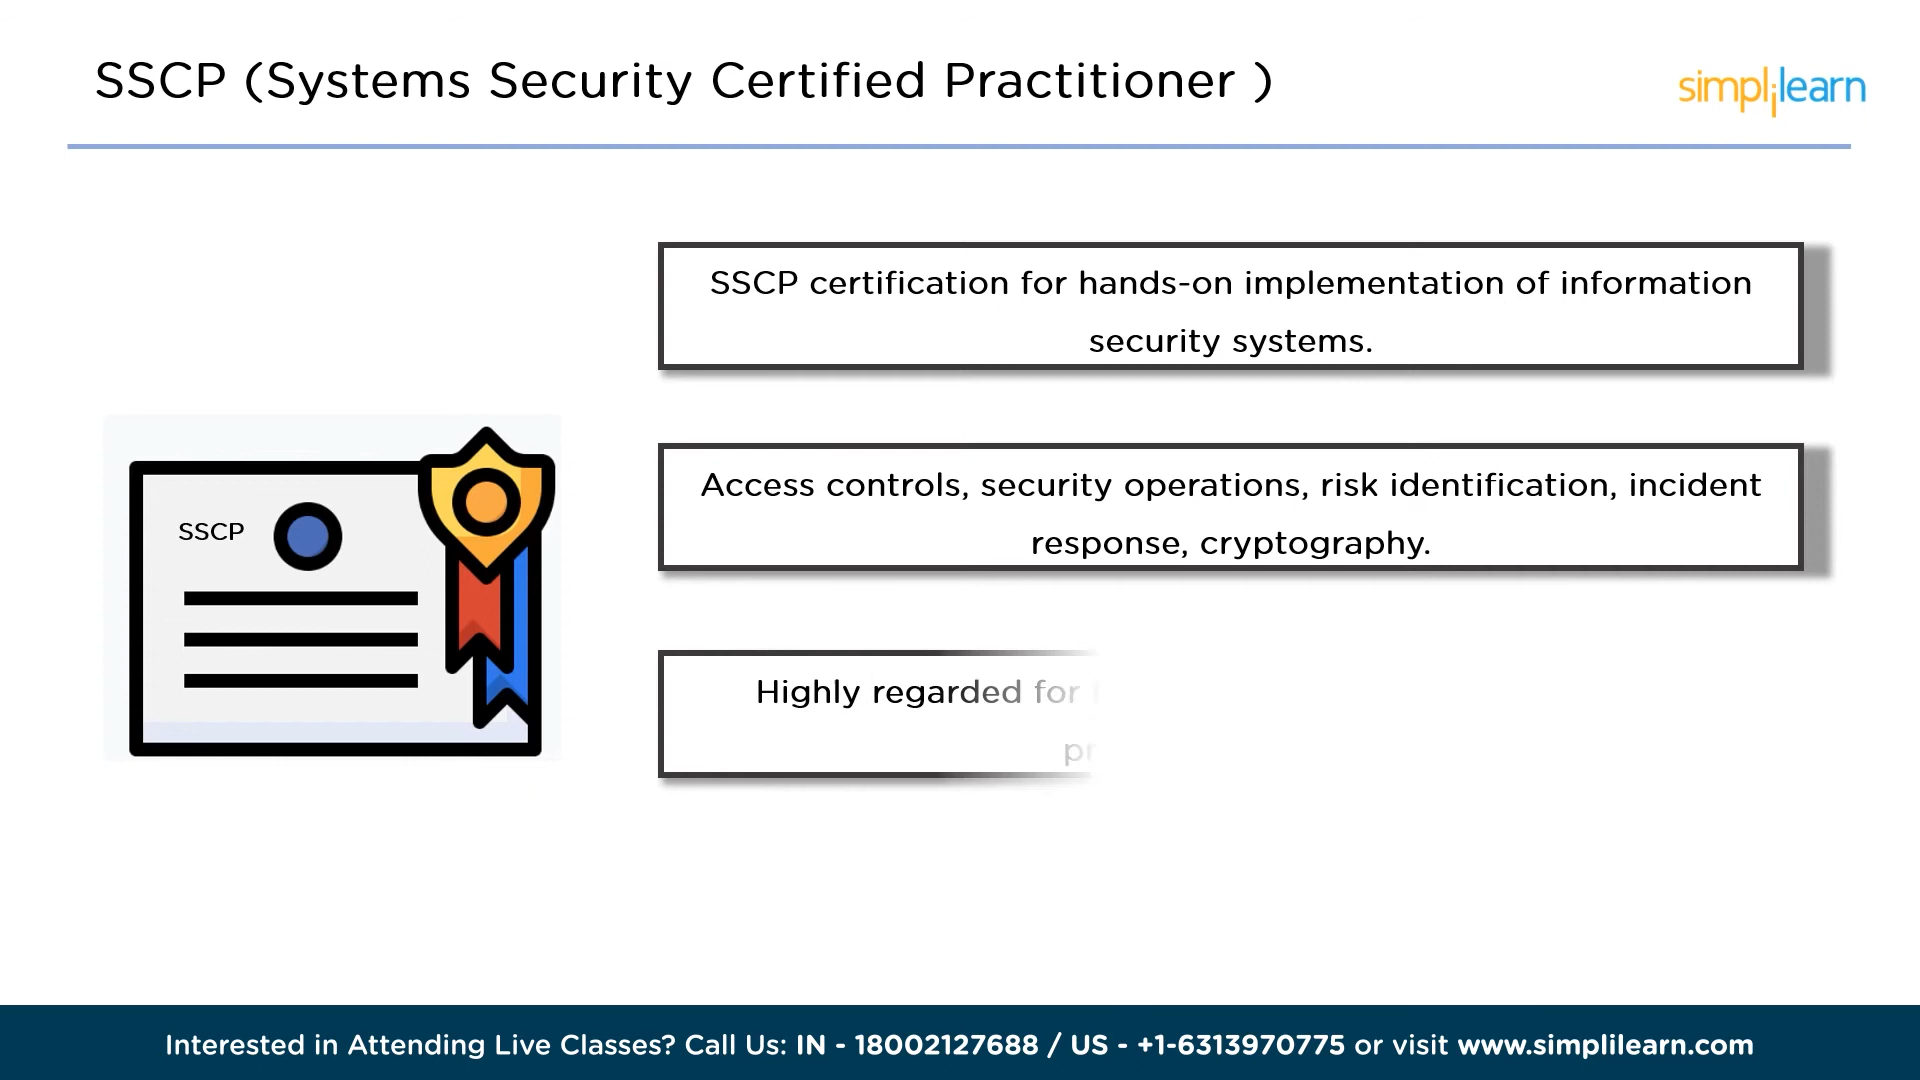 SSCP (Systems Security Certified Practitioner )
simplilearn
SSCP certification for hands-on implementation of information
security systems.
Access controls, security operations, risk identification, incident
response, cryptography.
SSCP
Highly regarded for
Interested in Attending Live Classes? Call Us: IN - 18002127688 / US - +1-6313970775 or visit www.simplilearn.com